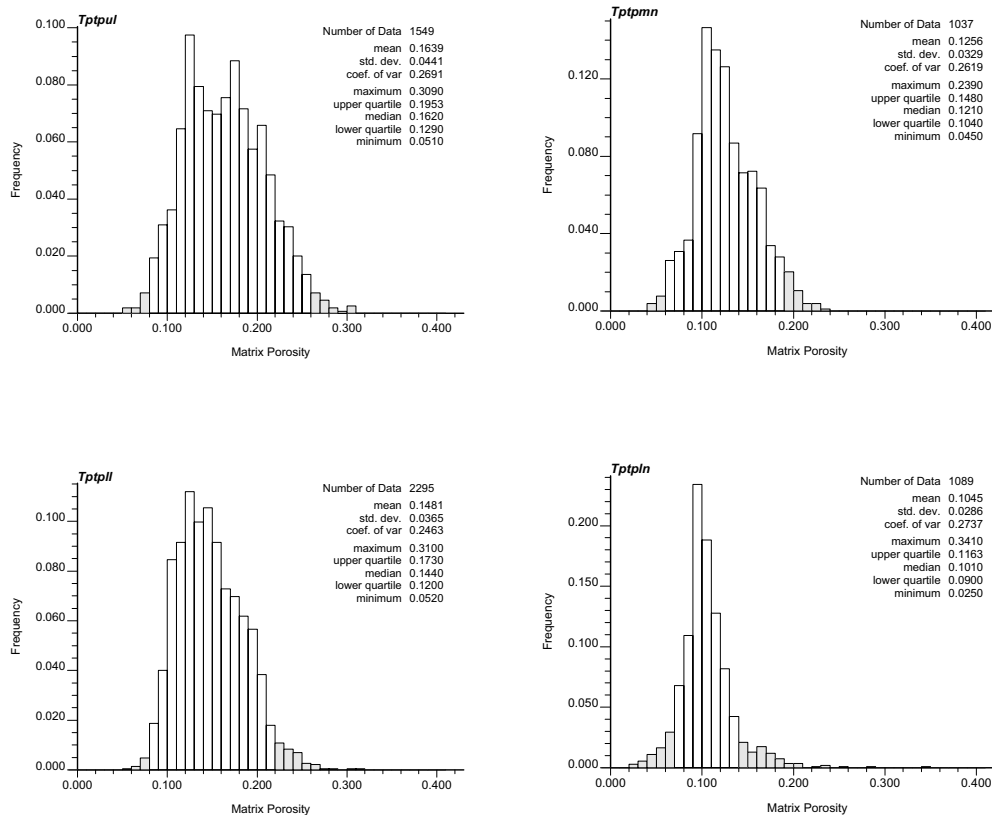 Tptpul
Number of Data 1549
mean 0.1639
std. dev. 0.0441
coef. of var 0.2691
maximum 0.3090
upper quartile 0.1953
median 0.1620
lower quartile 0.1290
minimum 0.0510
Frequency
0.100
0.080
0.060
0.040
0.020
0.000
0.000 0.100 0.200 0.300 0.400
Matrix Porosity
Tptpmn
Number of Data 1037
mean 0.1256
std. dev. 0.0329
coef. of var 0.2619
maximum 0.2390
upper quartile 0.1480
median 0.1210
lower quartile 0.1040
minimum 0.0450
Frequency
0.120
0.080
0.040
0.000
0.000 0.100 0.200 0.300 0.400
Matrix Porosity
Tptpll
Number of Data 2295
mean 0.1481
std. dev. 0.0365
coef. of var 0.2463
maximum 0.3100
upper quartile 0.1730
median 0.1440
lower quartile 0.1200
minimum 0.0520
Frequency
0.100
0.080
0.060
0.040
0.020
0.000
0.000 0.100 0.200 0.300 0.400
Matrix Porosity
Tptpln
Number of Data 1089
mean 0.1045
std. dev. 0.0286
coef. of var 0.2737
maximum 0.3410
upper quartile 0.1163
median 0.1010
lower quartile 0.0900
minimum 0.0250
Frequency
0.200
0.150
0.100
0.050
0.000
0.000 0.100 0.200 0.300 0.400
Matrix Porosity